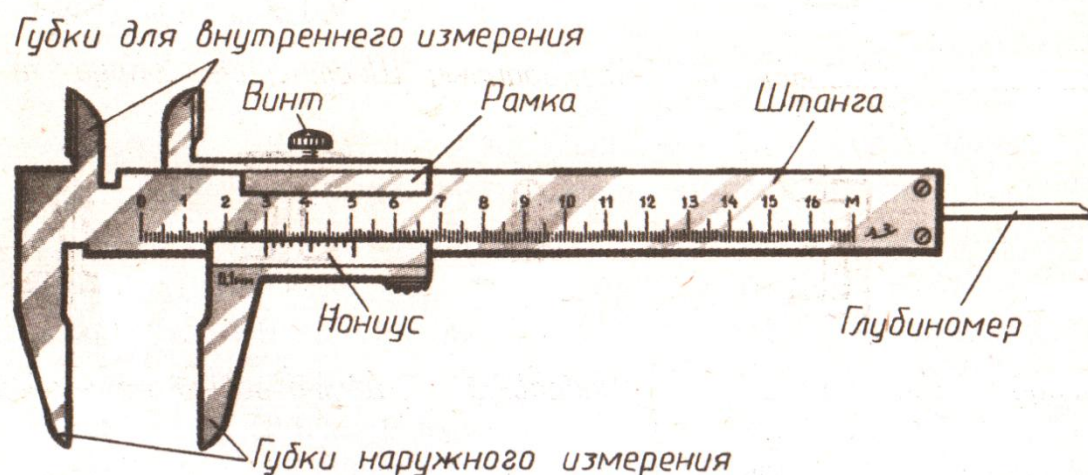 Губки для внутреннего измерения
Винт
Рамка
Штанга
0 1 2 3 4 5 6 7 8 9 10 11 12 13 14 15 16 М
0,1мм
Нониус
Глубиномер
Губки наружного измерения